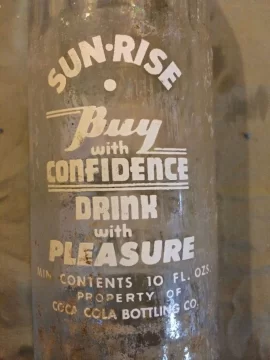 SUN·RISE
Buy
with
CONFIDENCE
DRINK
with
PLEASURE
MIN. CONTENTS 10 FL. OZS.
PROPERTY OF
COCA COLA BOTTLING CO.